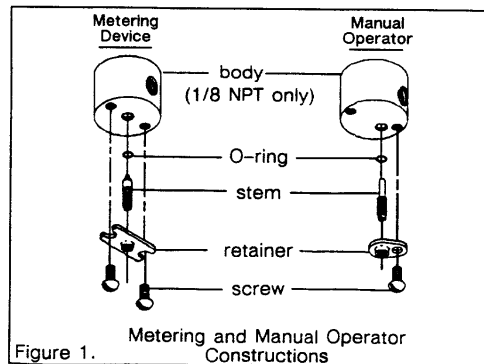 Metering
Device
Manual
Operator
body
(1/8 NPT only)
O-ring
stem
retainer
screw
Figure 1.
Metering and Manual Operator
Constructions